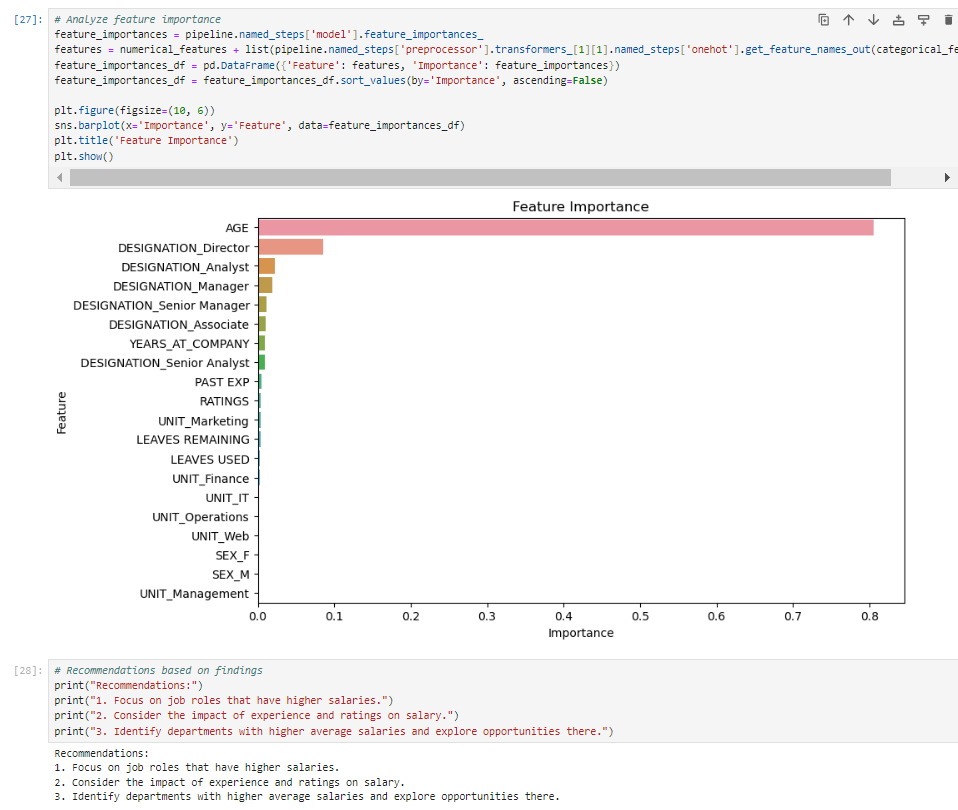 [27]:
# Analyze feature importance
feature_importances = pipeline.named_steps['model'].feature_importances_
features = numerical_features + list(pipeline.named_steps['preprocessor'].transformers_[1][1].named_steps['onehot'].get_feature_names_out(categorical_fe
feature_importances_df = pd.DataFrame({'Feature': features, 'Importance': feature_importances})
feature_importances_df = feature_importances_df.sort_values(by='Importance', ascending=False)
plt.figure(figsize=(10, 6))
sns.barplot(x='Importance', y='Feature', data=feature_importances_df)
plt.title('Feature Importance')
plt.show()
Feature Importance
AGE
DESIGNATION_Director
DESIGNATION_Analyst
DESIGNATION_Manager
DESIGNATION_Senior Manager
DESIGNATION_Associate
YEARS_AT_COMPANY
DESIGNATION_Senior Analyst
PAST EXP
RATINGS
UNIT_Marketing
LEAVES REMAINING
LEAVES USED
UNIT_Finance
UNIT_IT
UNIT_Operations
UNIT_Web
SEX_F
SEX_M
UNIT_Management
Feature
0.0 0.1 0.2 0.3 0.4 0.5 0.6 0.7 0.8
Importance
[28]:
# Recommendations based on findings
print("Recommendations:")
print("1. Focus on job roles that have higher salaries.")
print("2. Consider the impact of experience and ratings on salary.")
print("3. Identify departments with higher average salaries and explore opportunities there.")
Recommendations:
1. Focus on job roles that have higher salaries.
2. Consider the impact of experience and ratings on salary.
3. Identify departments with higher average salaries and explore opportunities there.